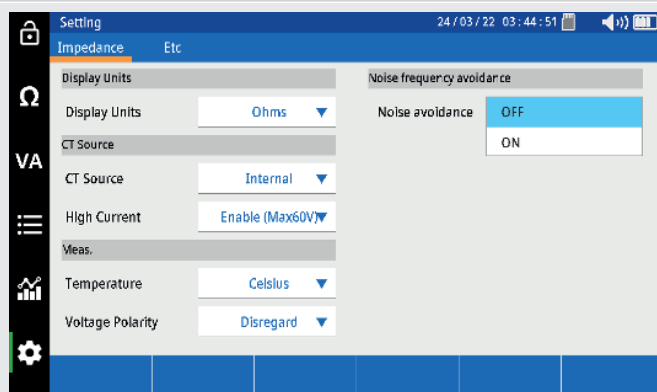 Setting
24/03/22 03:44:51
Impedance Etc
Display Units
Display Units Ohms
CT Source
CT Source Internal
High Current Enable (Max60V)
Meas.
Temperature Celsius
Voltage Polarity Disregard
Noise frequency avoidance
Noise avoidance OFF
ON
Ω
VA